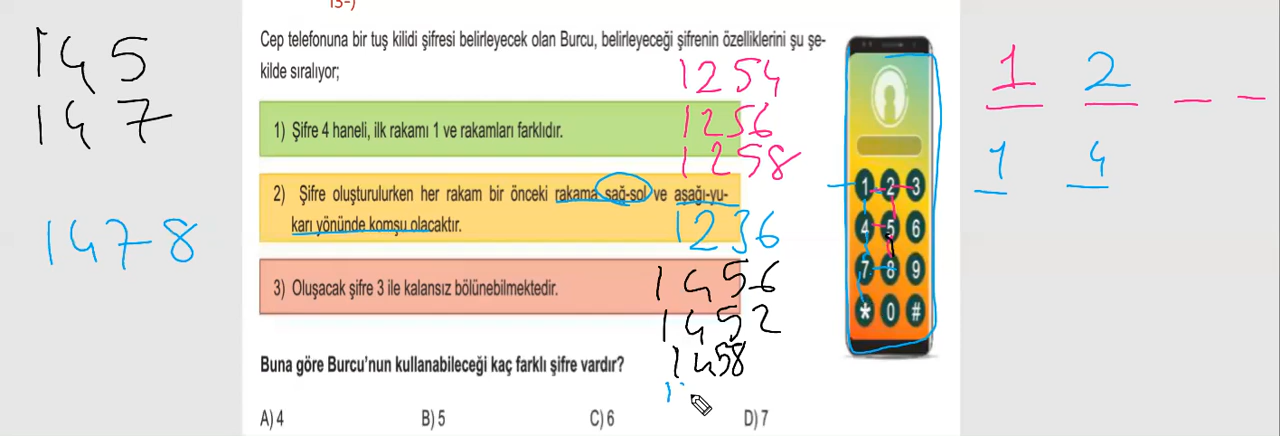 13-)
Cep telefonuna bir tuş kilidi şifresi belirleyecek olan Burcu, belirleyeceği şifrenin özelliklerini şu şe-
kilde sıralıyor;
1) Şifre 4 haneli, ilk rakamı 1 ve rakamları farklıdır.
2) Şifre oluşturulurken her rakam bir önceki rakama sağ-sol ve aşağı-yu-
karı yönünde komşu olacaktır.
3) Oluşacak şifre 3 ile kalansız bölünebilmektedir.
Buna göre Burcu'nun kullanabileceği kaç farklı şifre vardır?
A) 4 B) 5 C) 6 D) 7
145
147
1478
1254
1256
1258
1236
1456
1452
1458
1
1 2 3
4 5 6
7 8 9
* 0 #
1 2 _ _
1 4